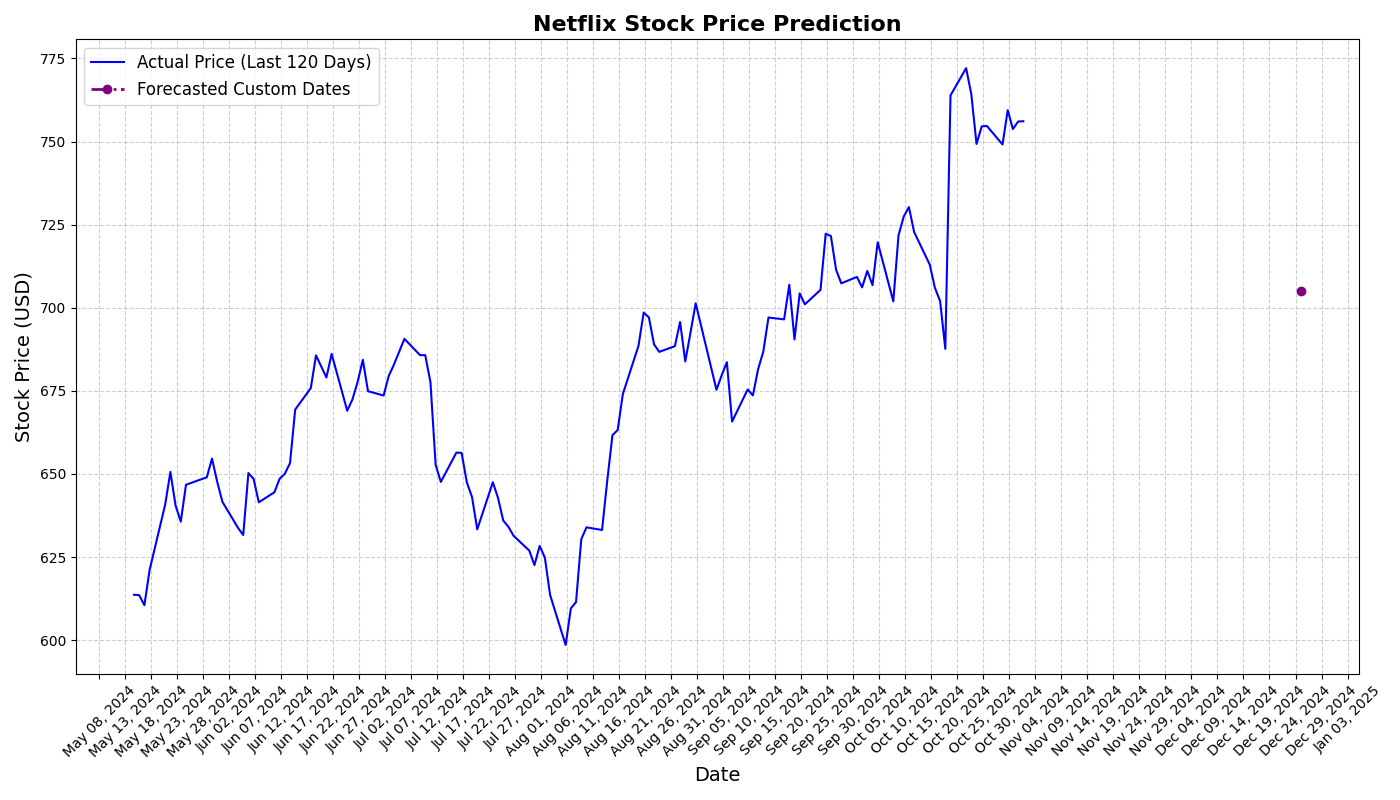 Netflix Stock Price Prediction
Actual Price (Last 120 Days)
Forecasted Custom Dates
Stock Price (USD)
775
750
725
700
675
650
625
600
May 08, 2024
May 13, 2024
May 18, 2024
May 23, 2024
May 28, 2024
Jun 02, 2024
Jun 07, 2024
Jun 12, 2024
Jun 17, 2024
Jun 22, 2024
Jun 27, 2024
Jul 02, 2024
Jul 07, 2024
Jul 12, 2024
Jul 17, 2024
Jul 22, 2024
Jul 27, 2024
Aug 01, 2024
Aug 06, 2024
Aug 11, 2024
Aug 16, 2024
Aug 21, 2024
Aug 26, 2024
Aug 31, 2024
Sep 05, 2024
Sep 10, 2024
Sep 15, 2024
Sep 20, 2024
Sep 25, 2024
Sep 30, 2024
Oct 05, 2024
Oct 10, 2024
Oct 15, 2024
Oct 20, 2024
Oct 25, 2024
Oct 30, 2024
Nov 04, 2024
Nov 09, 2024
Nov 14, 2024
Nov 19, 2024
Nov 24, 2024
Nov 29, 2024
Dec 04, 2024
Dec 09, 2024
Dec 14, 2024
Dec 19, 2024
Dec 24, 2024
Dec 29, 2024
Jan 03, 2025
Date